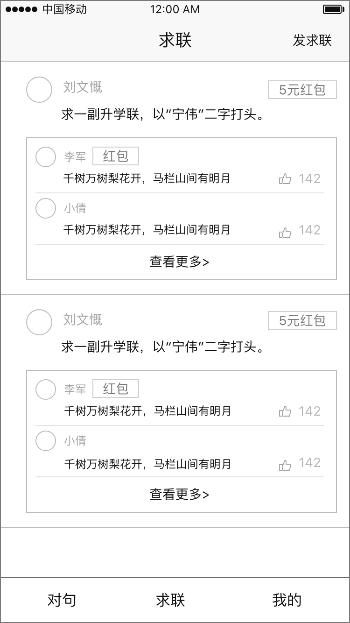 中国移动 12:00 AM
求联 发求联
刘文慨 5元红包
求一副升学联，以“宁伟”二字打头。
李军 红包
千树万树梨花开，马栏山间有明月 142
小倩
千树万树梨花开，马栏山间有明月 142
查看更多>
刘文慨 5元红包
求一副升学联，以“宁伟”二字打头。
李军 红包
千树万树梨花开，马栏山间有明月 142
小倩
千树万树梨花开，马栏山间有明月 142
查看更多>
对句 求联 我的